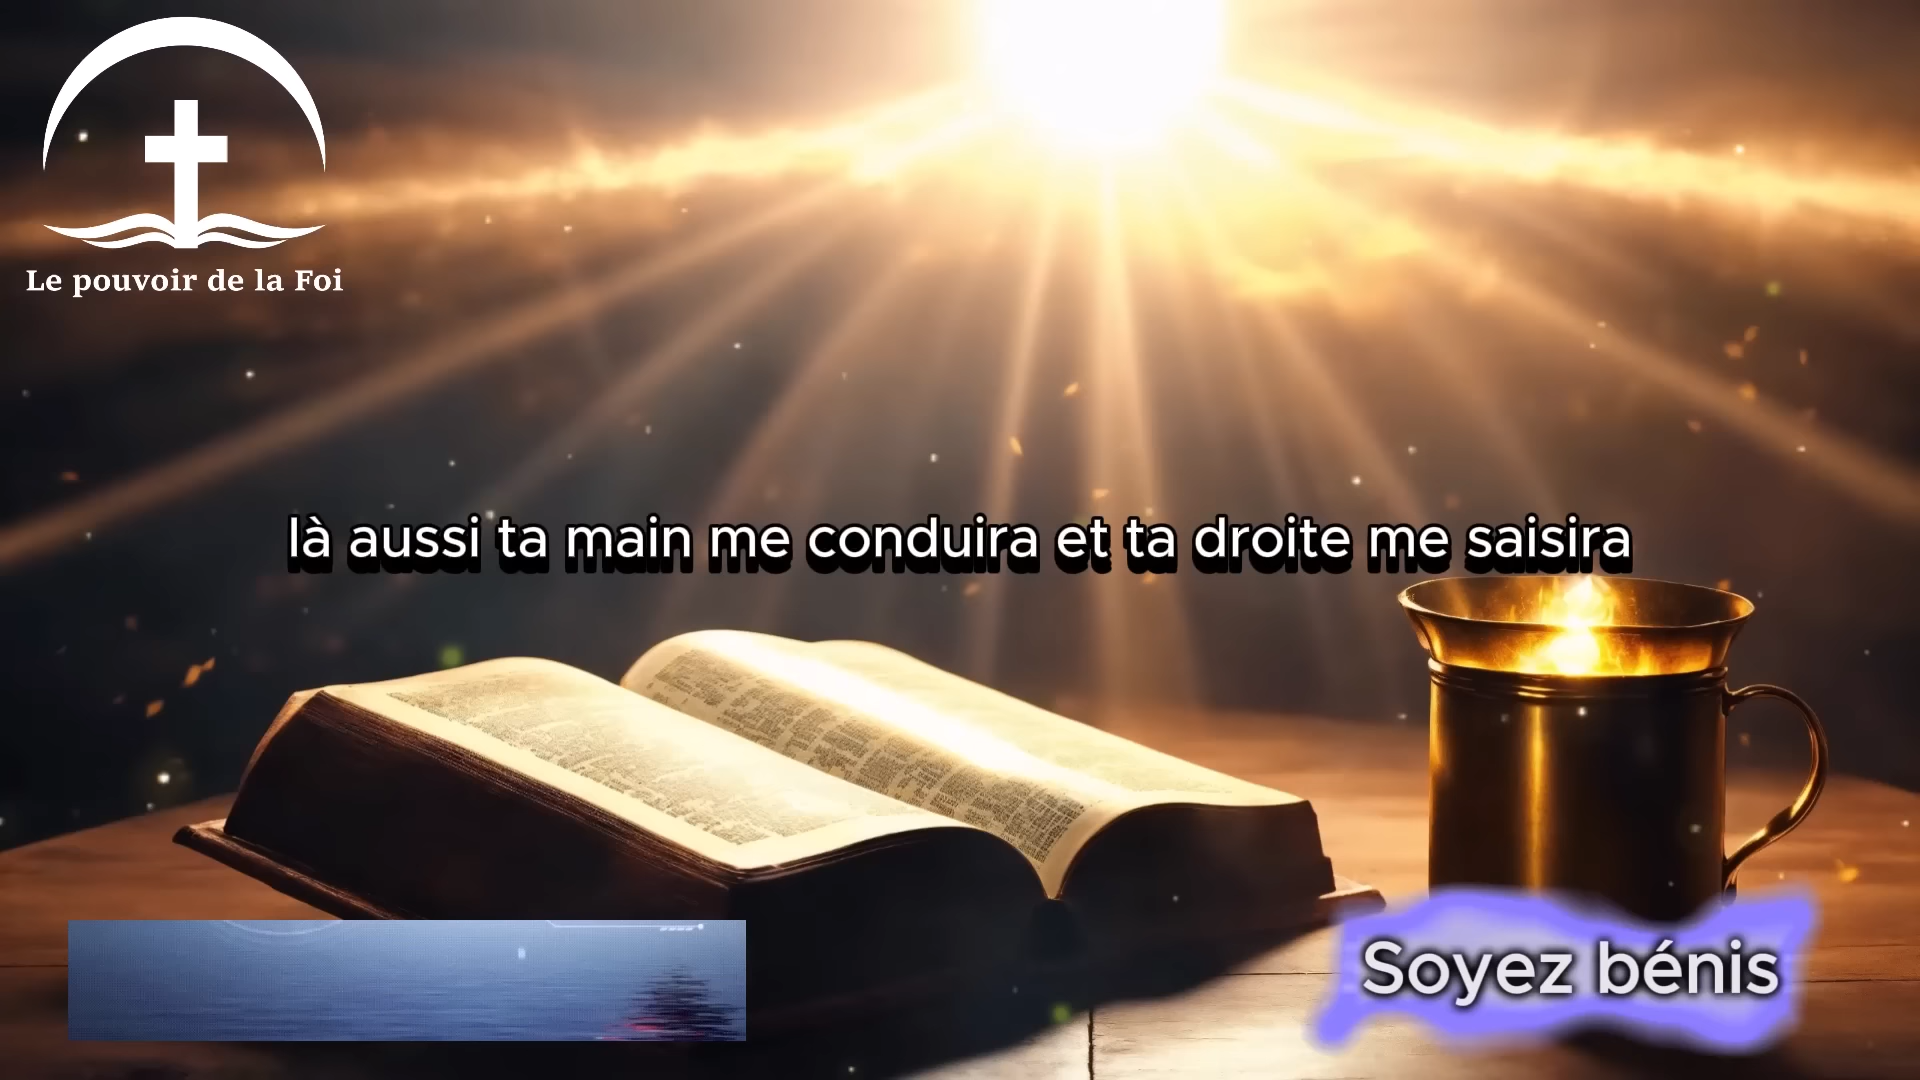 Le pouvoir de la Foi
là aussi ta main me conduira et ta droite me saisira
Soyez bénis